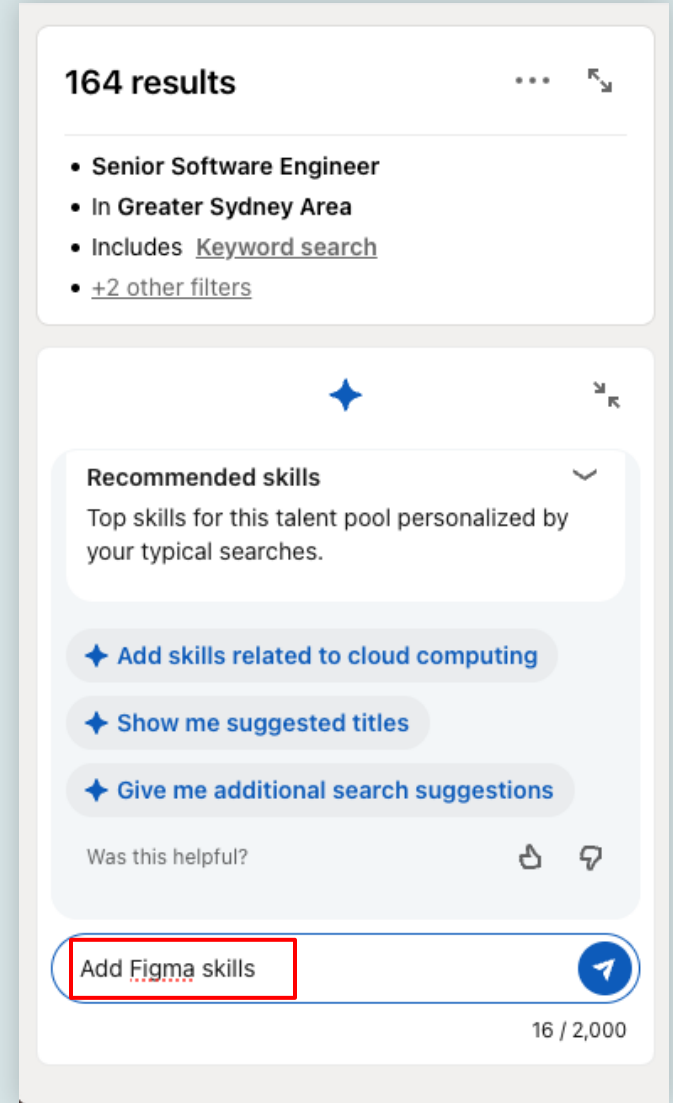 164 results
Senior Software Engineer
In Greater Sydney Area
Includes Keyword search
+2 other filters
Recommended skills
Top skills for this talent pool personalized by
your typical searches.
Add skills related to cloud computing
Show me suggested titles
Give me additional search suggestions
Was this helpful?
Add Figma skills
16 / 2,000